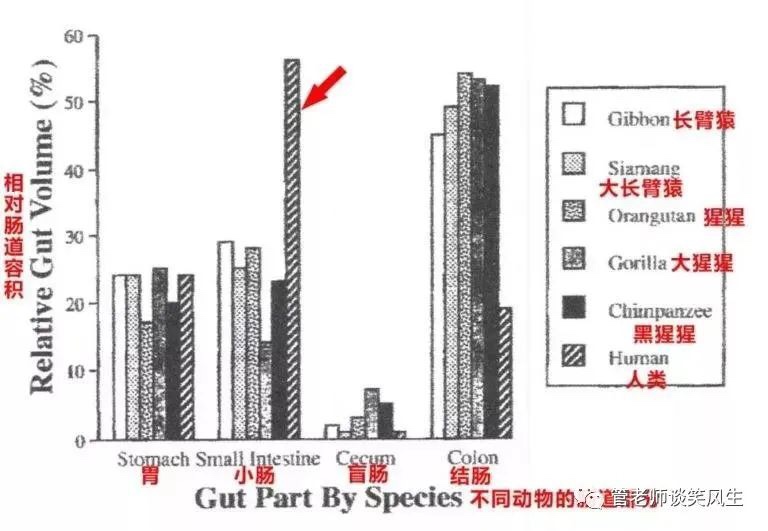 60
50
40
30
20
10
0
Relative Gut Volume (%)
相对肠道容积
Gibbon 长臂猿
Siamang
大长臂猿
Orangutan 猩猩
Gorilla 大猩猩
Chimpanzee
黑猩猩
Human
人类
Stomach Small Intestine Cecum Colon
胃 小肠 盲肠 结肠
Gut Part By Species 不同动物的
管老师谈笑风生